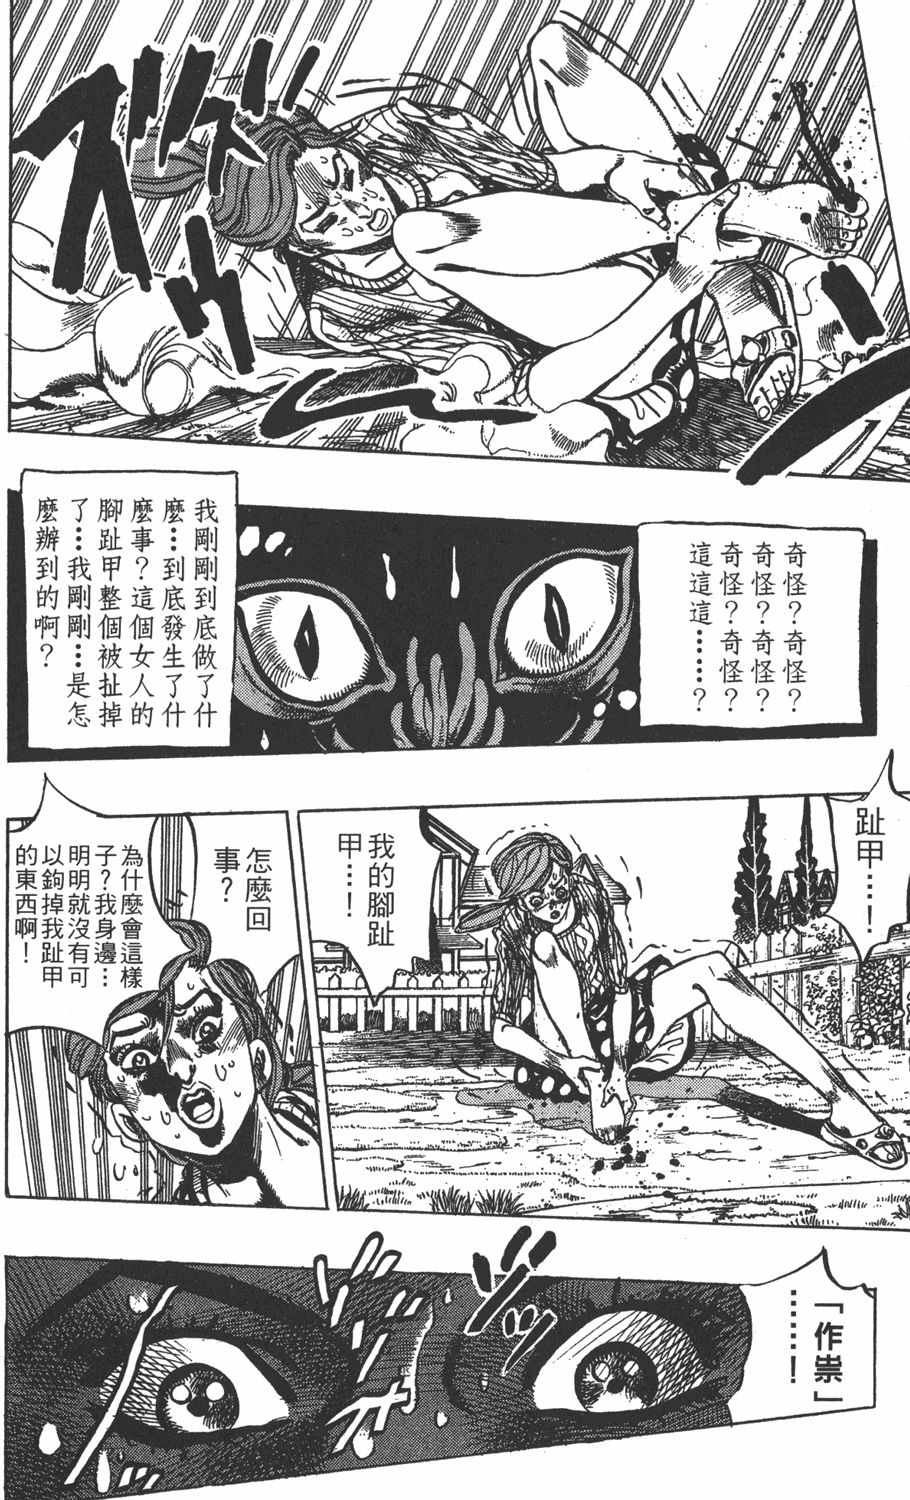 ズリズズッ
奇怪？奇怪？
奇怪？奇怪？
奇怪？奇怪？
這這這……？
我剛剛到底做了什
麼…到底發生了什
麼事？這個女人的
腳趾甲整個被扯掉
了…我剛剛…是怎
麼辦到的啊？
趾甲…！
我的腳趾
甲…！
怎麼回
事？
為什麼會這樣
子？我身邊…
明明就沒有可
以鉤掉我趾甲
的東西啊！
「作祟」
……！